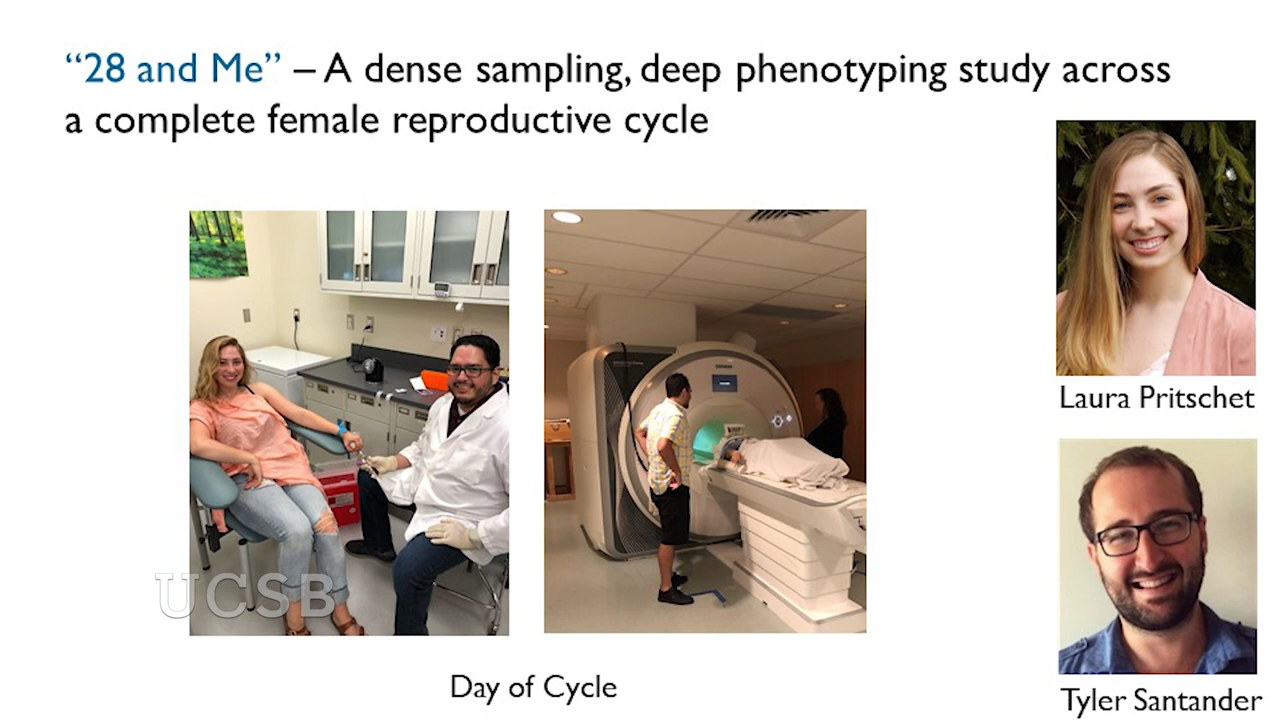 “28 and Me” – A dense sampling, deep phenotyping study across
a complete female reproductive cycle
Laura Pritschet
UCSB
Day of Cycle
Tyler Santander